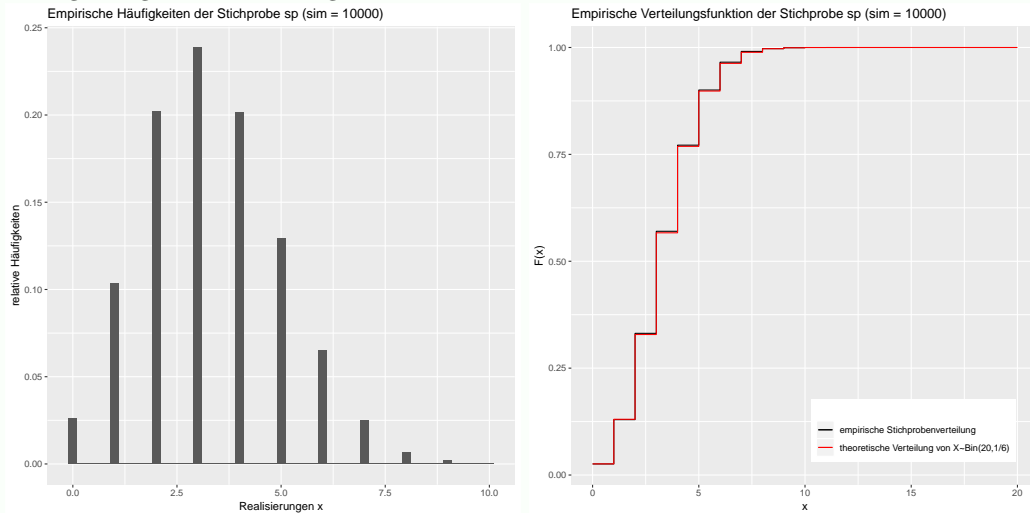 Empirische Häufigkeiten der Stichprobe sp (sim = 10000)
0.25
0.20
0.15
0.10
0.05
0.00
relative Häufigkeiten
0.0 2.5 5.0 7.5 10.0
Realisierungen x
Empirische Verteilungsfunktion der Stichprobe sp (sim = 10000)
1.00
0.75
0.50
0.25
0.00
F(x)
empirische Stichprobenverteilung
theoretische Verteilung von X~Bin(20,1/6)
0 5 10 15 20
x